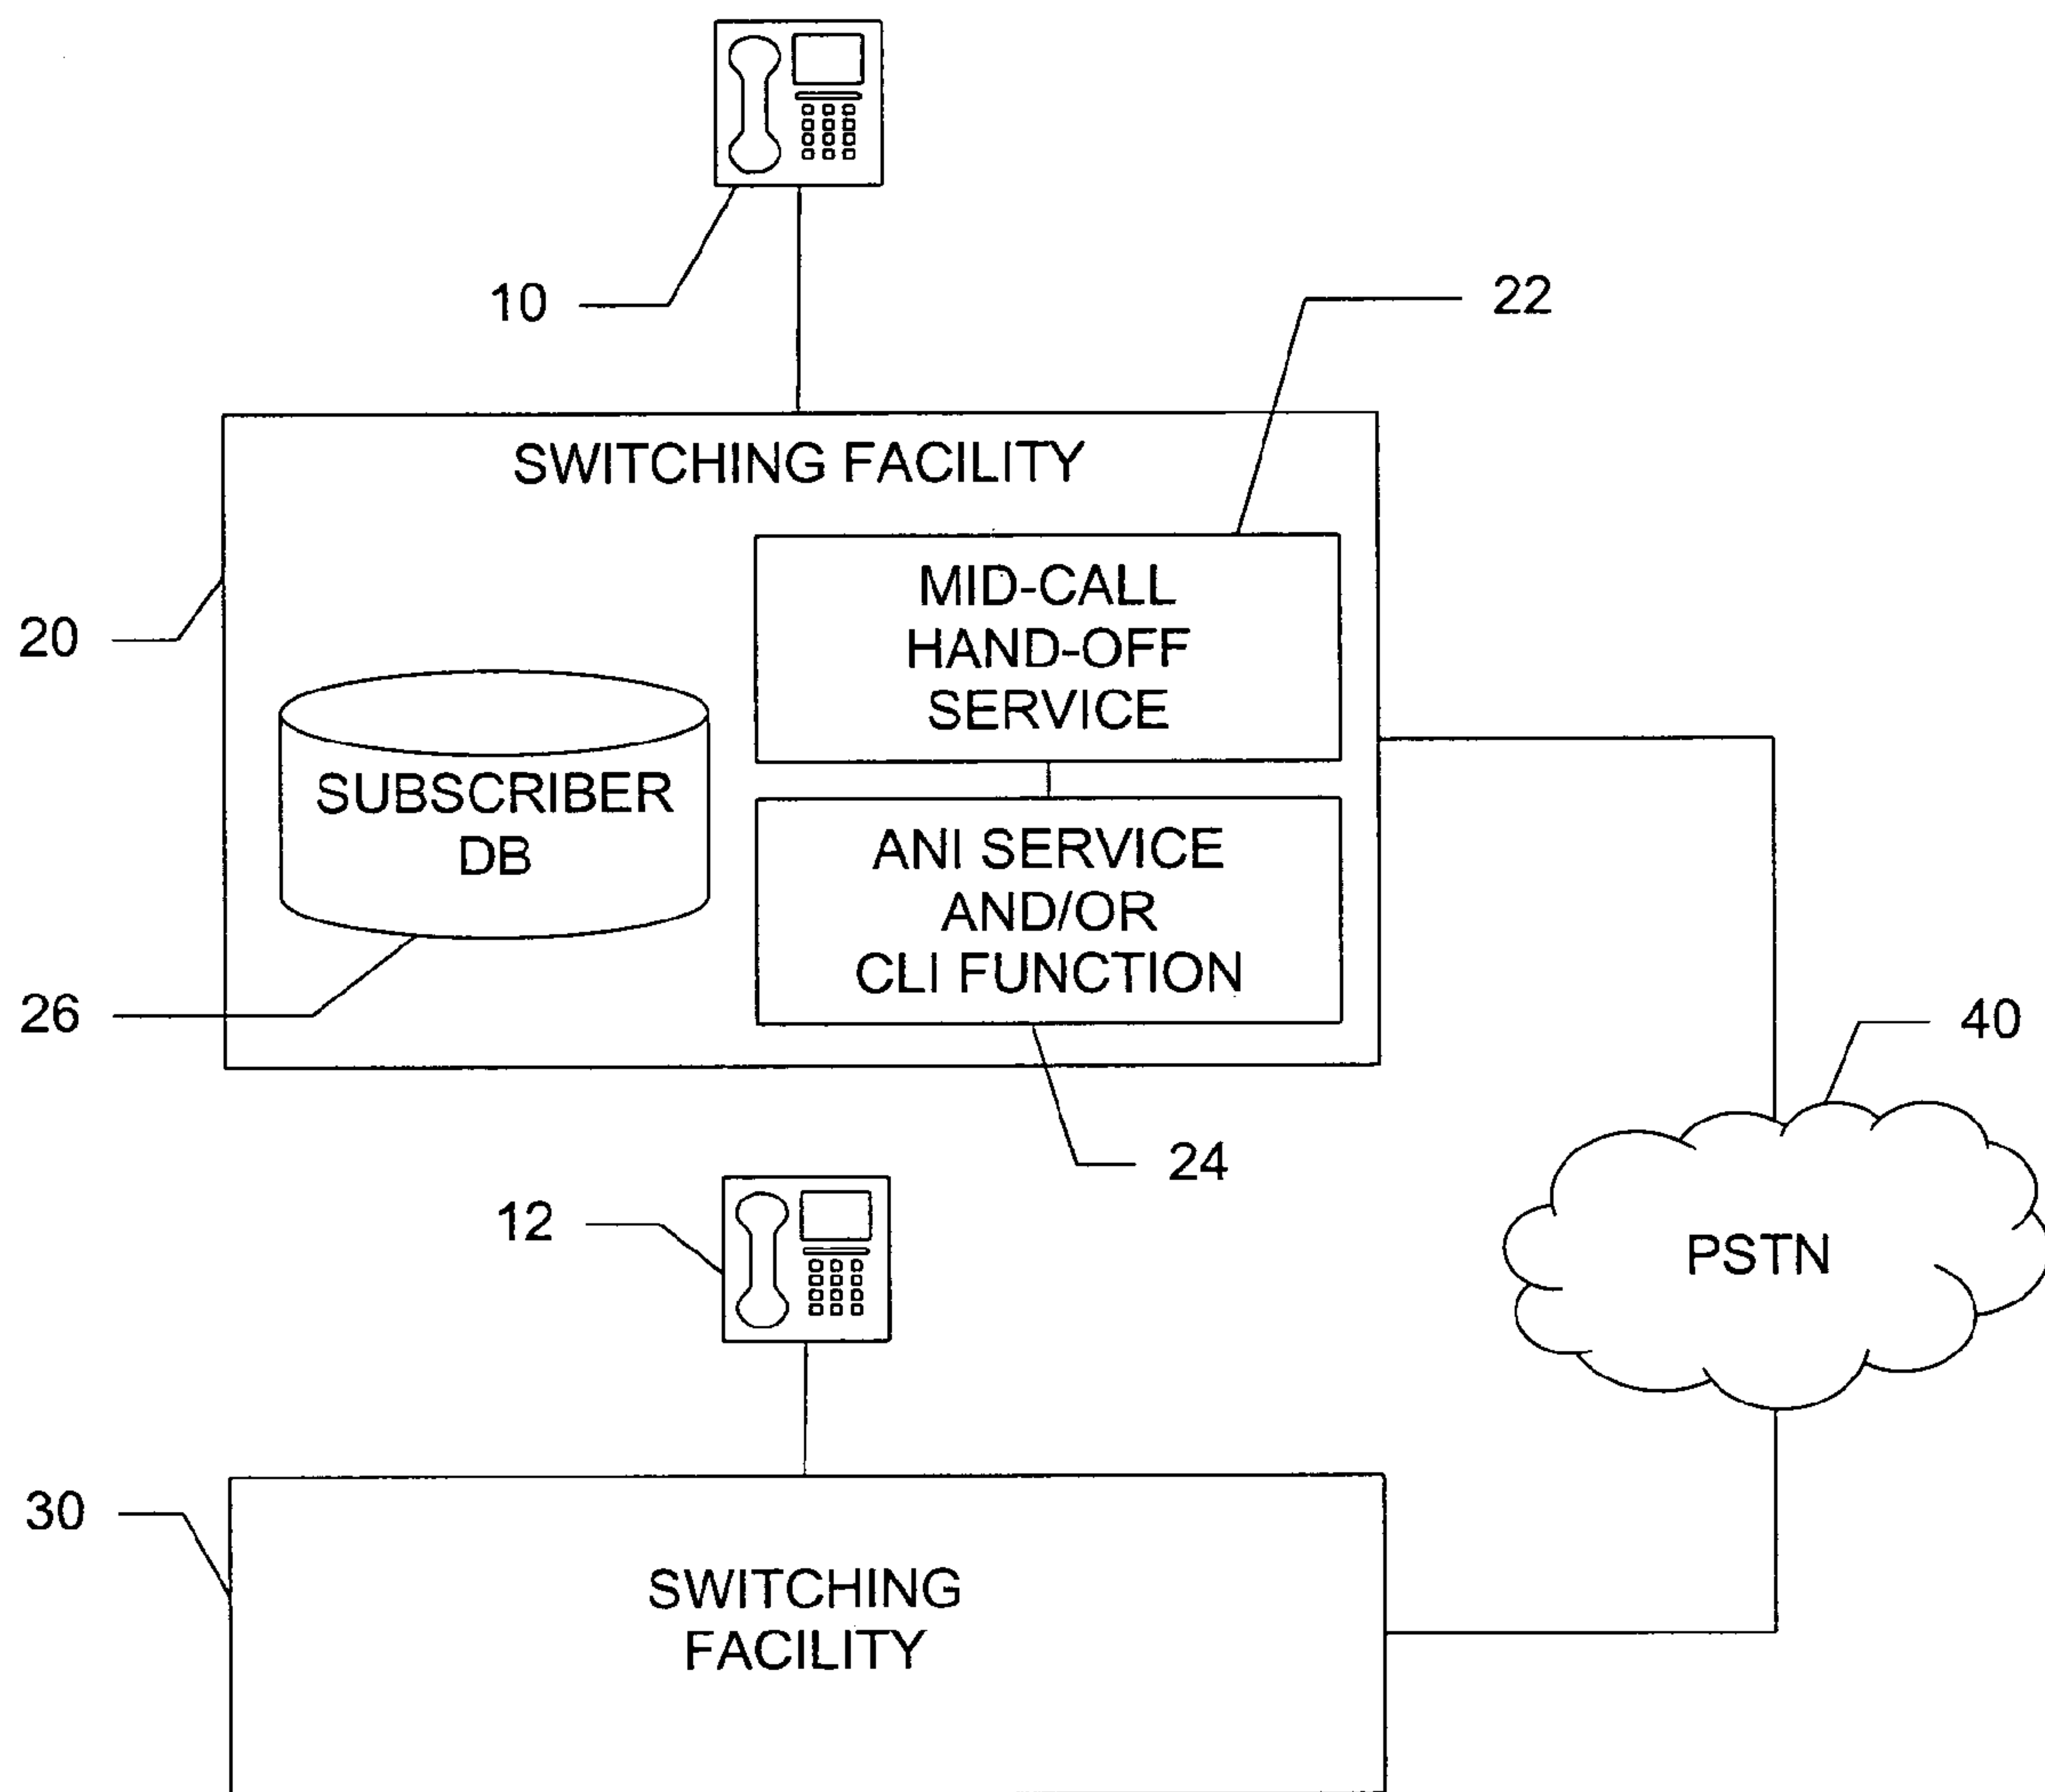 10
22
SWITCHING FACILITY
MID-CALL
HAND-OFF
SERVICE
20
SUBSCRIBER
DB
ANI SERVICE
AND/OR
CLI FUNCTION
26
40
24
12
PSTN
30
SWITCHING
FACILITY